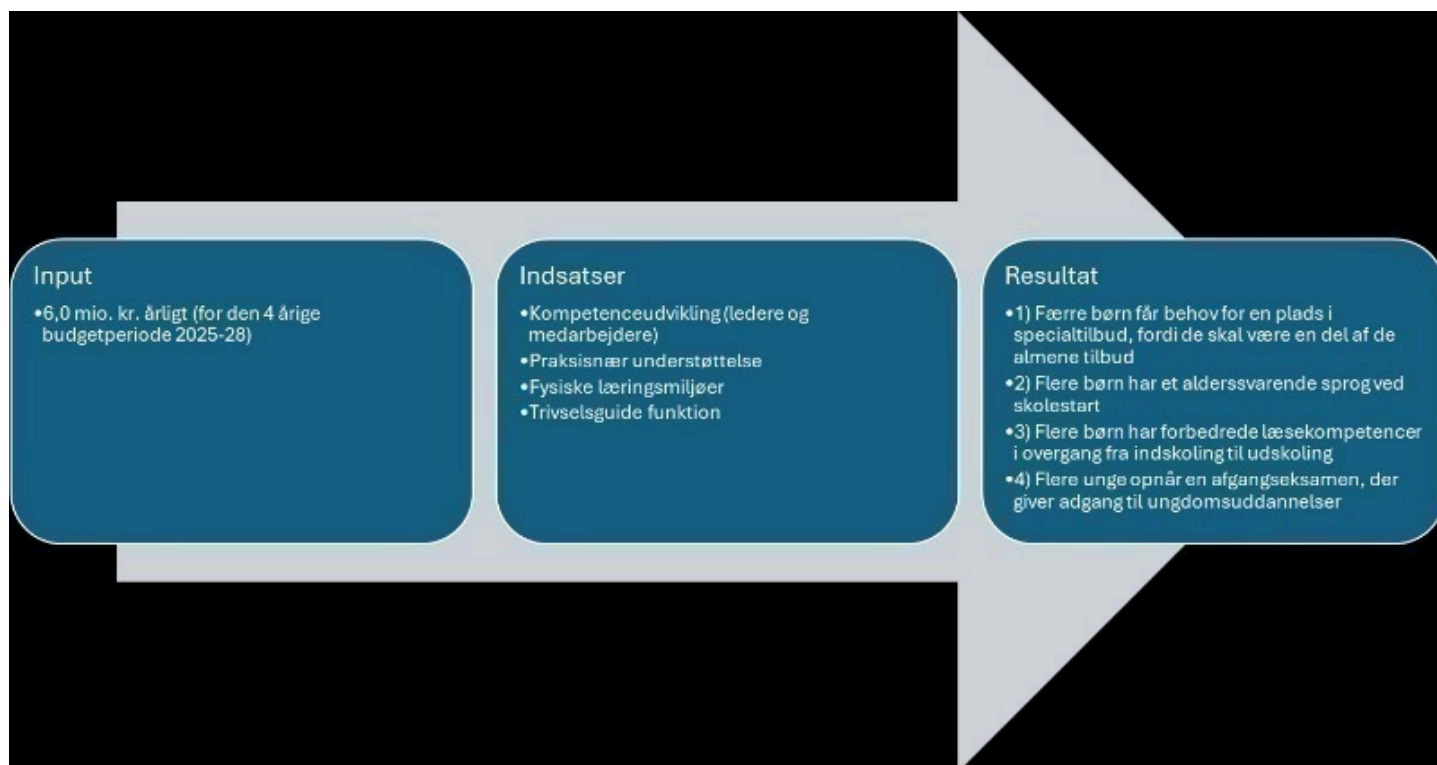 Input
•6,0 mio. kr. årligt (for den 4 årige
budgetperiode 2025-28)
Indsatser
•Kompetenceudvikling (ledere og
medarbejdere)
•Praksisnær understøttelse
•Fysiske læringsmiljøer
•Trivselsguide funktion
Resultat
•1) Færre børn får behov for en plads i
specialtilbud, fordi de skal være en del af de
almene tilbud
•2) Flere børn har et alderssvarende sprog ved
skolestart
•3) Flere børn har forbedrede læsekompetencer
i overgang fra indskoling til udskoling
•4) Flere unge opnår en afgangseksamen, der
giver adgang til ungdomsuddannelser